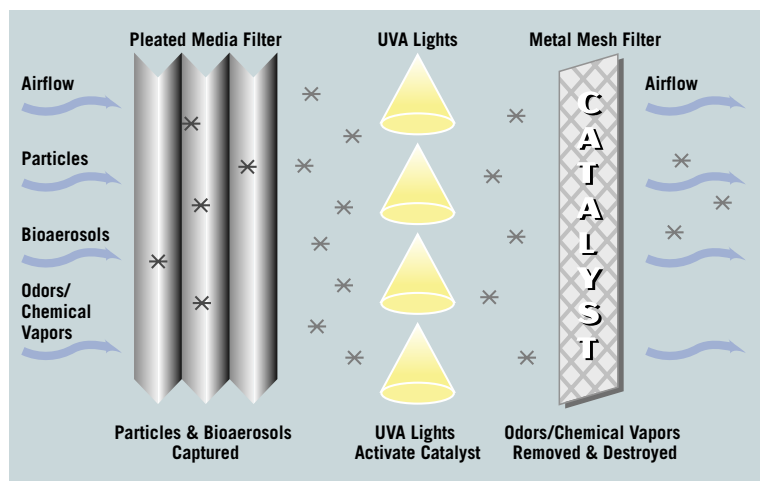 Pleated Media Filter
UVA Lights
Metal Mesh Filter
Airflow
Particles
Bioaerosols
Odors/
Chemical
Vapors
CATALYST
Airflow
Particles & Bioaerosols
Captured
UVA Lights
Activate Catalyst
Odors/Chemical Vapors
Removed & Destroyed